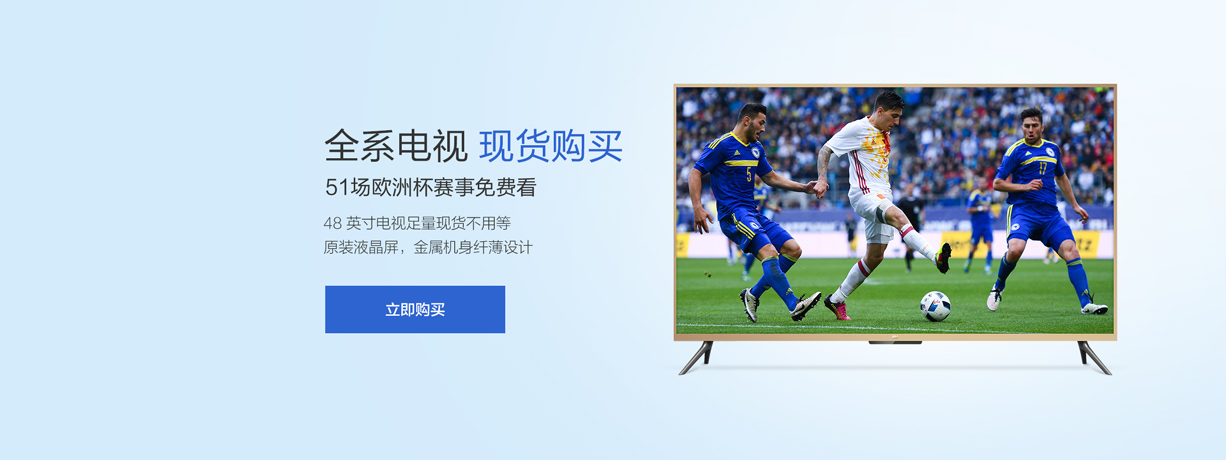 全系电视 现货购买
51场欧洲杯赛事免费看
48 英寸电视足量现货不用等
原装液晶屏，金属机身纤薄设计
立即购买
5
17